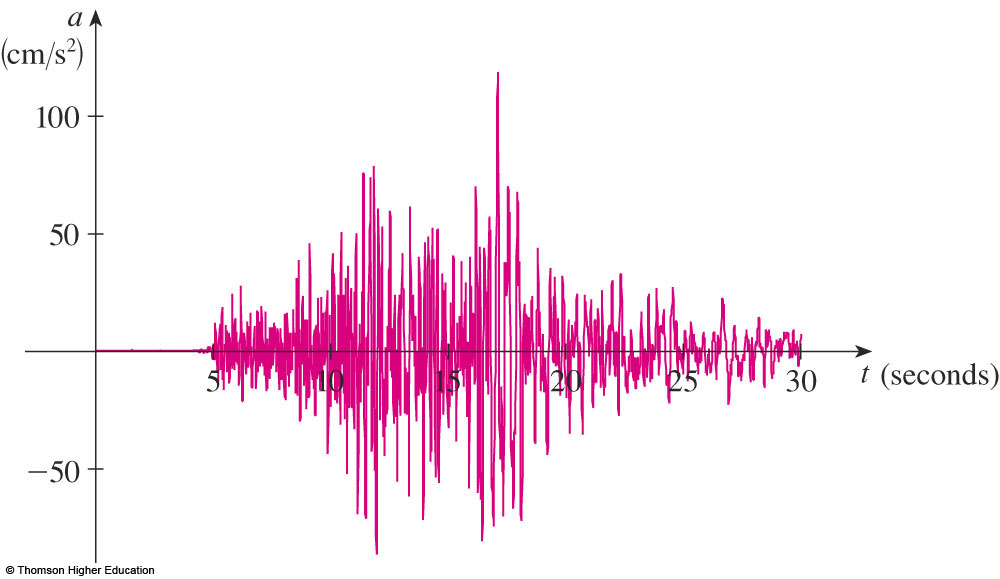 a
(cm/s²)
100
50
5 10 15 20 25 30
t (seconds)
−50
© Thomson Higher Education